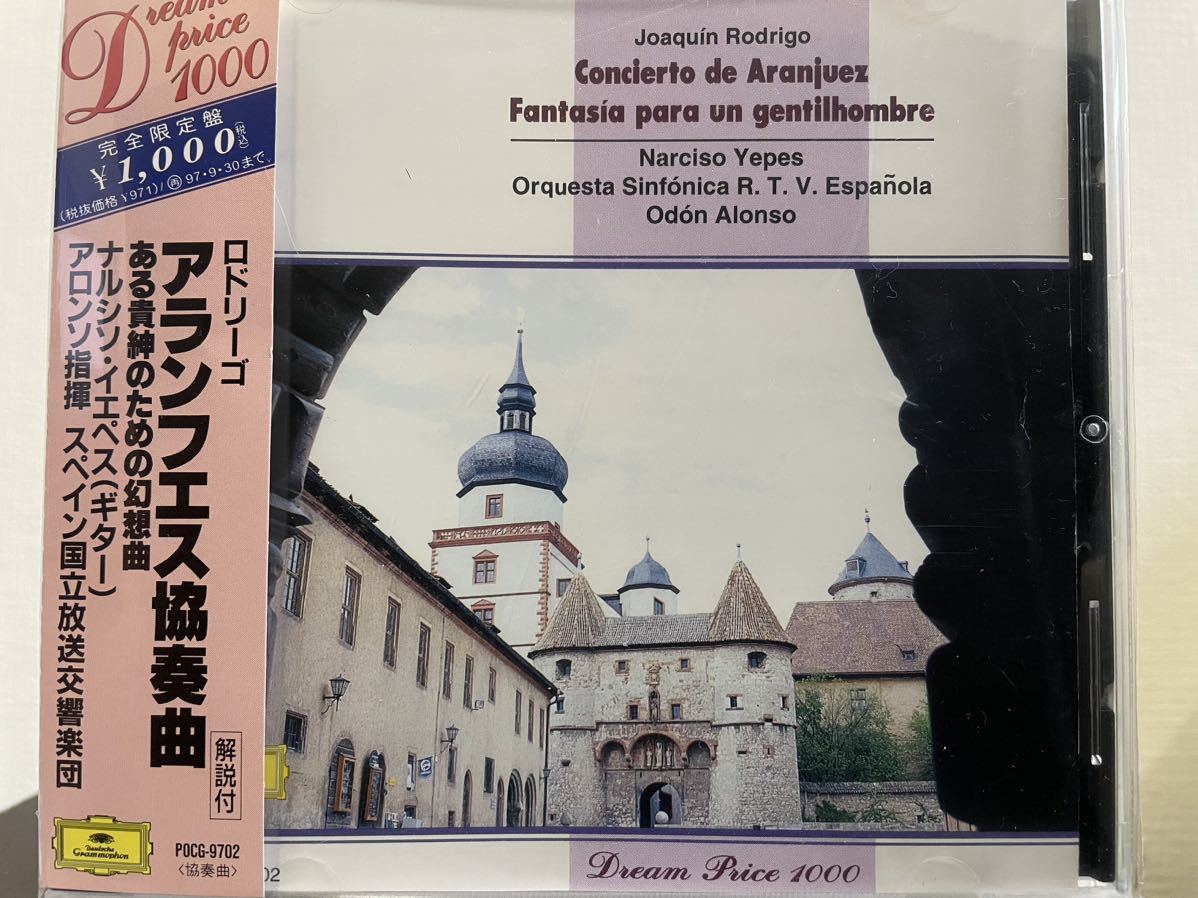 Dream
price
1000
完全限定盤
¥1,000(税込)
(税抜価格¥971)/再97・9・30まで。
ロドリーゴ
アランフエス協奏曲
ある貴紳のための幻想曲
ナルシソ・イエペス(ギター)
アロンソ指揮 スペイン国立放送交響楽団
解説付
Deutsche
Grammophon
POCG-9702
〈協奏曲〉
Joaquín Rodrigo
Concierto de Aranjuez
Fantasía para un gentilhombre
Narciso Yepes
Orquesta Sinfónica R. T. V. Española
Odón Alonso
02
Dream Price 1000